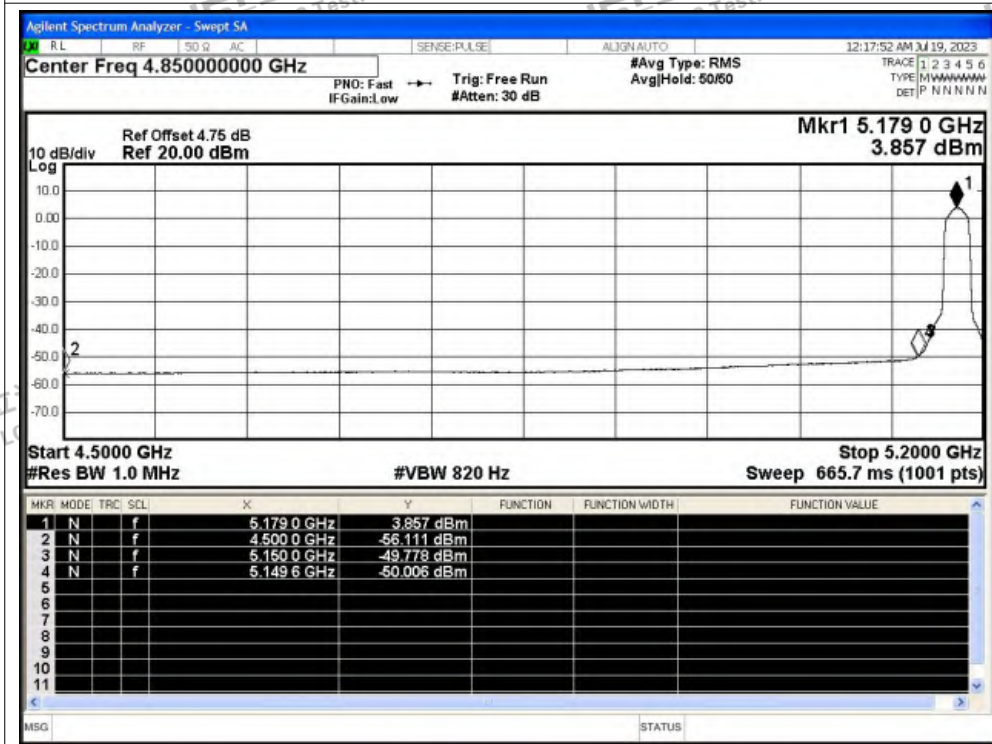 Agilent Spectrum Analyzer - Swept SA
RL RF 50 Ω AC SENSE:PULSE ALIGN AUTO 12:17:52 AM Jul 19, 2023
Center Freq 4.850000000 GHz #Avg Type: RMS TRACE 1 2 3 4 5 6
PNO: Fast Trig: Free Run Avg|Hold: 50/50 TYPE MWWWWW
IFGain:Low #Atten: 30 dB DET P N N N N N
Mkr1 5.179 0 GHz
Ref Offset 4.75 dB
10 dB/div Ref 20.00 dBm 3.857 dBm
Log
10.0
0.00
-10.0
-20.0
-30.0
-40.0
-50.0
-60.0
-70.0
1
2
Start 4.5000 GHz Stop 5.2000 GHz
#Res BW 1.0 MHz #VBW 820 Hz Sweep 665.7 ms (1001 pts)
MKR MODE TRC SCL X Y FUNCTION FUNCTION WIDTH FUNCTION VALUE
1 N f 5.179 0 GHz 3.857 dBm
2 N f 4.500 0 GHz -56.111 dBm
3 N f 5.150 0 GHz -49.778 dBm
4 N f 5.149 6 GHz -50.006 dBm
5
6
7
8
9
10
11
MSG STATUS